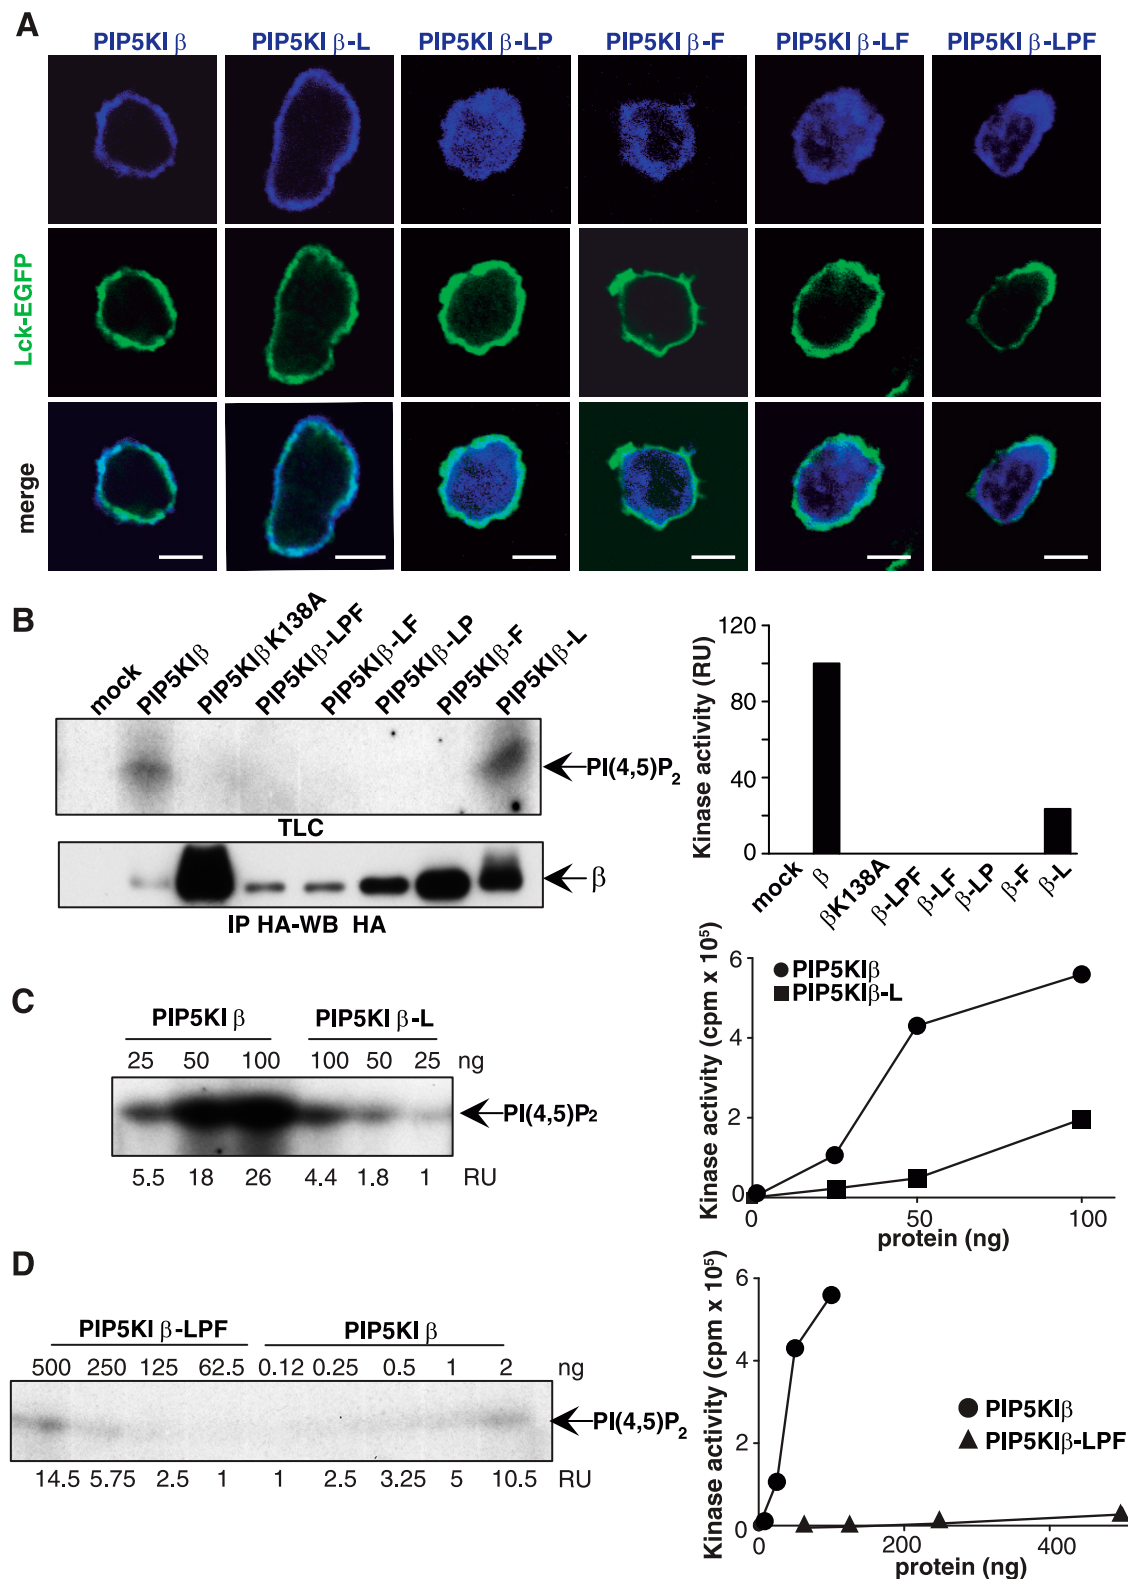 A
PIP5KI β PIP5KI β-L PIP5KI β-LP PIP5KI β-F PIP5KI β-LF PIP5KI β-LPF
Lck-EGFP
merge
B
mock PIP5KIβ PIP5KIβK138A PIP5KIβ-LPF PIP5KIβ-LF PIP5KIβ-LP PIP5KIβ-F PIP5KIβ-L
PI(4,5)P2
TLC
β
IP HA-WB HA
Kinase activity (RU)
120
80
40
0
mock β βK138A β-LPF β-LF β-LP β-F β-L
C
PIP5KI β PIP5KI β-L
25 50 100 100 50 25 ng
PI(4,5)P2
5.5 18 26 4.4 1.8 1 RU
Kinase activity (cpm x 10⁵)
6
4
2
0
PIP5KIβ
PIP5KIβ-L
0 50 100
protein (ng)
D
PIP5KI β-LPF PIP5KI β
500 250 125 62.5 0.12 0.25 0.5 1 2 ng
PI(4,5)P2
14.5 5.75 2.5 1 1 2.5 3.25 5 10.5 RU
Kinase activity (cpm x 10⁵)
6
4
2
0
PIP5KIβ
PIP5KIβ-LPF
0 200 400
protein (ng)